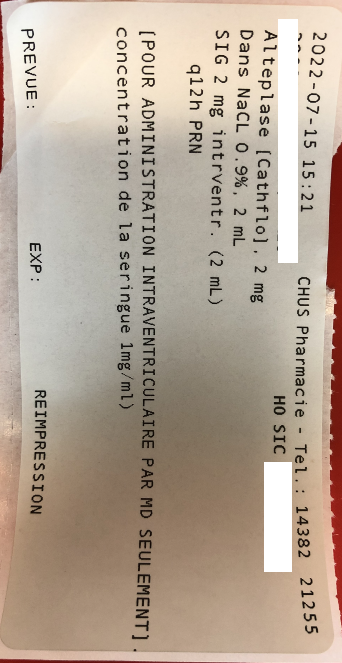 2022-07-15 15:21 CHUS Pharmacie - Tel.: 14382 21255
HO SIC
Alteplase [Cathflo], 2 mg
Dans NaCL 0.9%, 2 mL
SIG 2 mg intrventr. (2 mL)
q12h PRN
[POUR ADMINISTRATION INTRAVENTRICULAIRE PAR MD SEULEMENT].
concentration de la seringue 1mg/ml)
PREVUE: EXP: REIMPRESSION